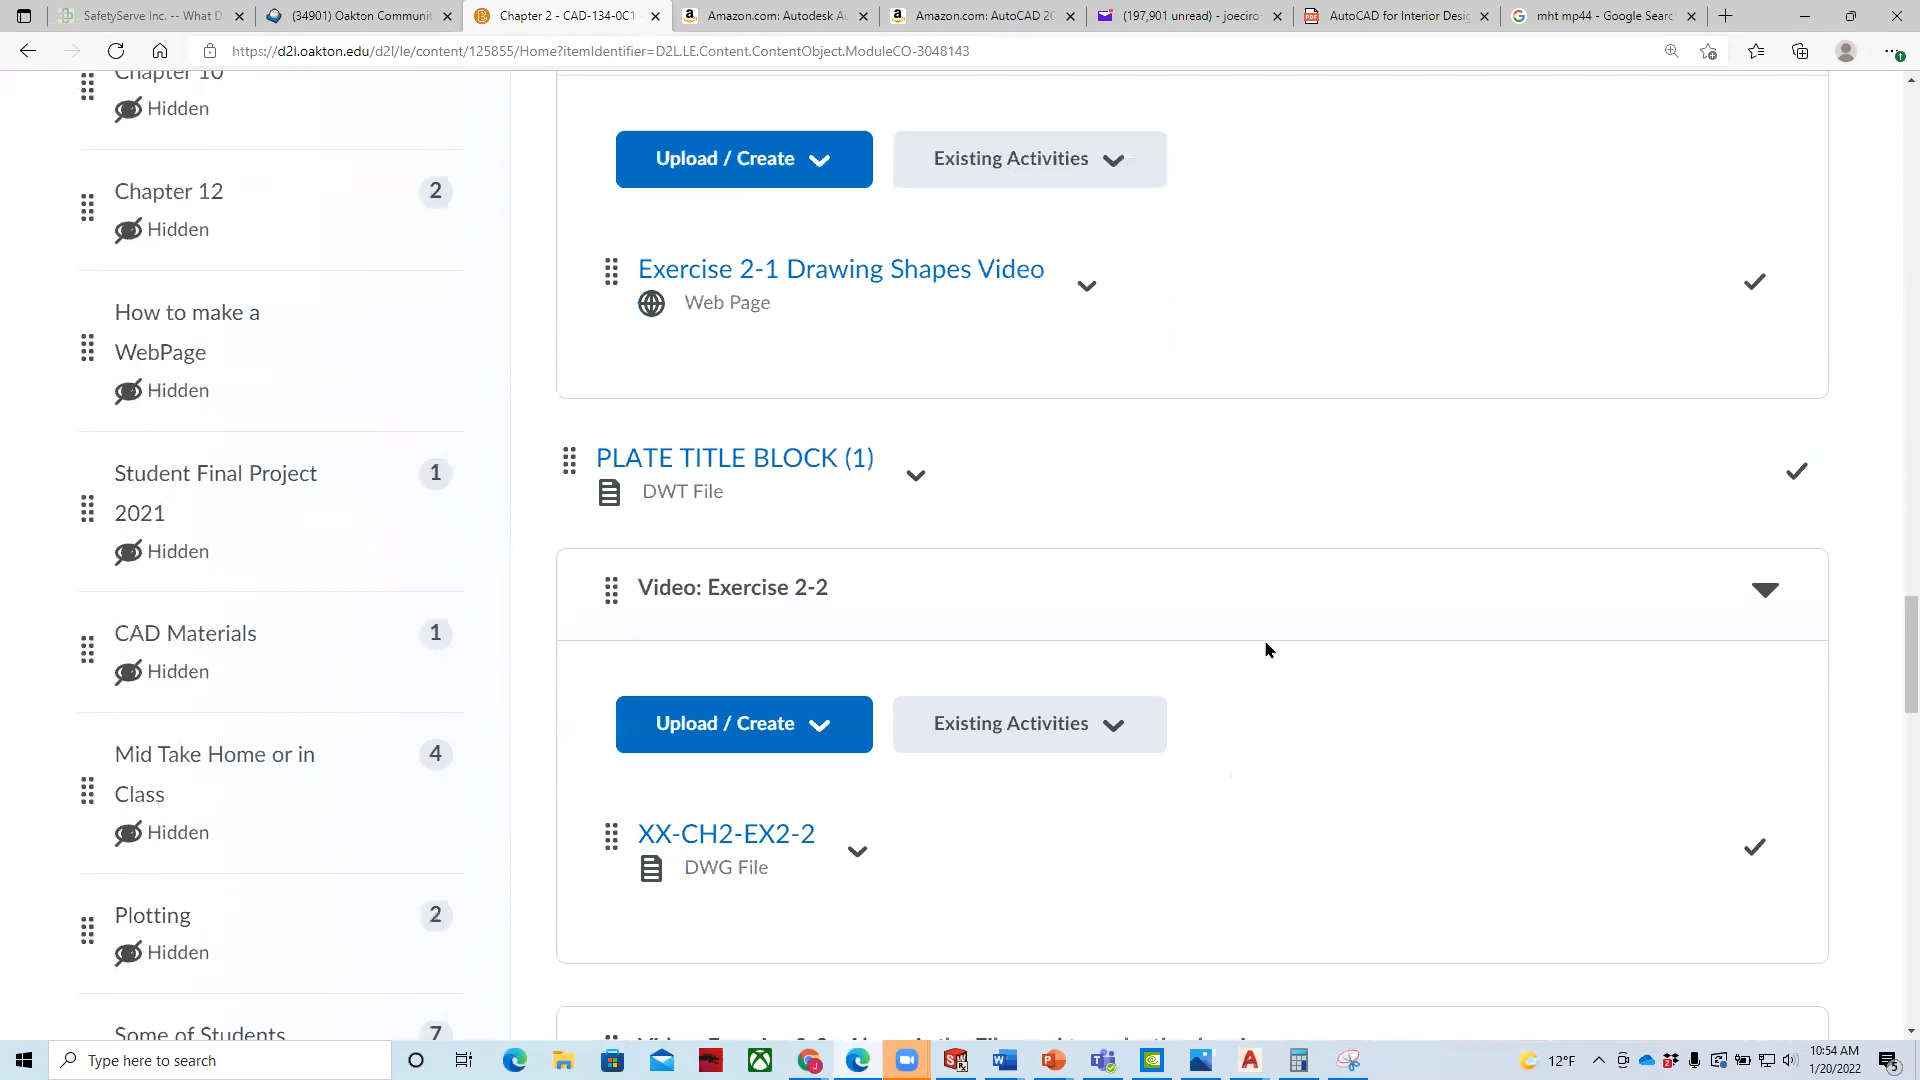 SafetyServe Inc. -- What D
(34901) Oakton Communit
Chapter 2 - CAD-134-0C1
Amazon.com: Autodesk Au
Amazon.com: AutoCAD 20
(197,901 unread) - joeciro
AutoCAD for Interior Desig
mht mp44 - Google Searc
https://d2l.oakton.edu/d2l/le/content/125855/Home?itemIdentifier=D2L.LE.Content.ContentObject.ModuleCO-3048143
Chapter 10
Hidden
Chapter 12
2
Hidden
How to make a
WebPage
Hidden
Student Final Project
1
2021
Hidden
CAD Materials
1
Hidden
Mid Take Home or in
4
Class
Hidden
Plotting
2
Hidden
Some of Students
7
Upload / Create
Existing Activities
Exercise 2-1 Drawing Shapes Video
Web Page
PLATE TITLE BLOCK (1)
DWT File
Video: Exercise 2-2
Upload / Create
Existing Activities
XX-CH2-EX2-2
DWG File
Type here to search
12°F
10:54 AM
1/20/2022